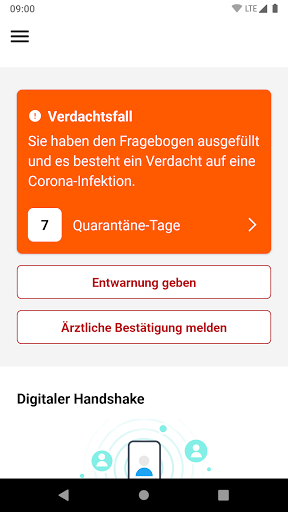 09:00
LTE
Verdachtsfall
Sie haben den Fragebogen ausgefüllt
und es besteht ein Verdacht auf eine
Corona-Infektion.
7 Quarantäne-Tage
Entwarnung geben
Ärztliche Bestätigung melden
Digitaler Handshake